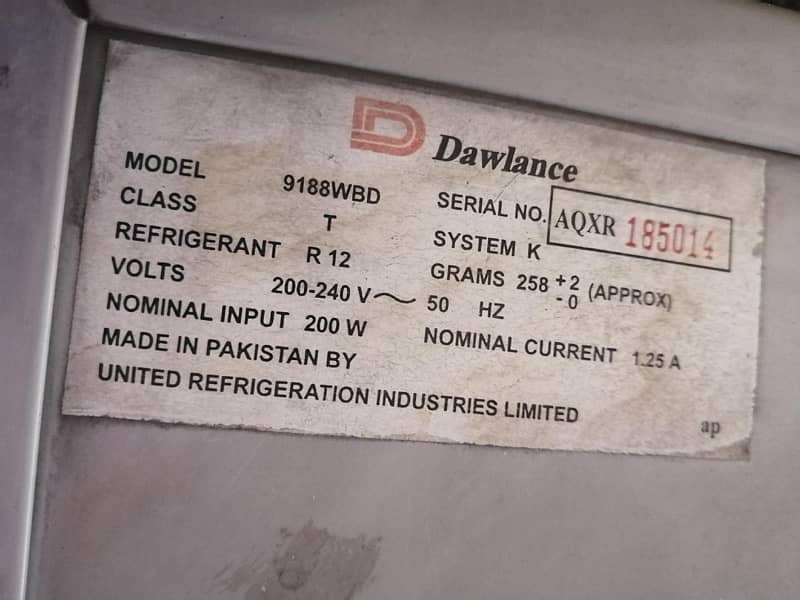 Dawlance
MODEL 9188WBD SERIAL NO. AQXR 185014
CLASS T SYSTEM K
REFRIGERANT R 12 GRAMS 258 +2 -0 (APPROX)
VOLTS 200-240 V~ 50 HZ
NOMINAL INPUT 200 W NOMINAL CURRENT 1.25 A
MADE IN PAKISTAN BY
UNITED REFRIGERATION INDUSTRIES LIMITED
ap